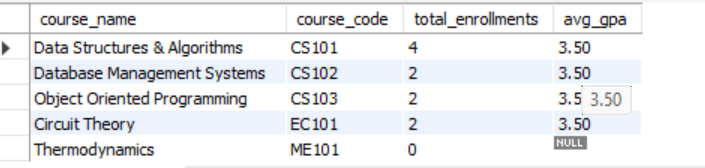 course_name course_code total_enrollments avg_gpa
Data Structures & Algorithms CS101 4 3.50
Database Management Systems CS102 2 3.50
Object Oriented Programming CS103 2 3.5 3.50
Circuit Theory EC101 2 3.50
Thermodynamics ME101 0 NULL